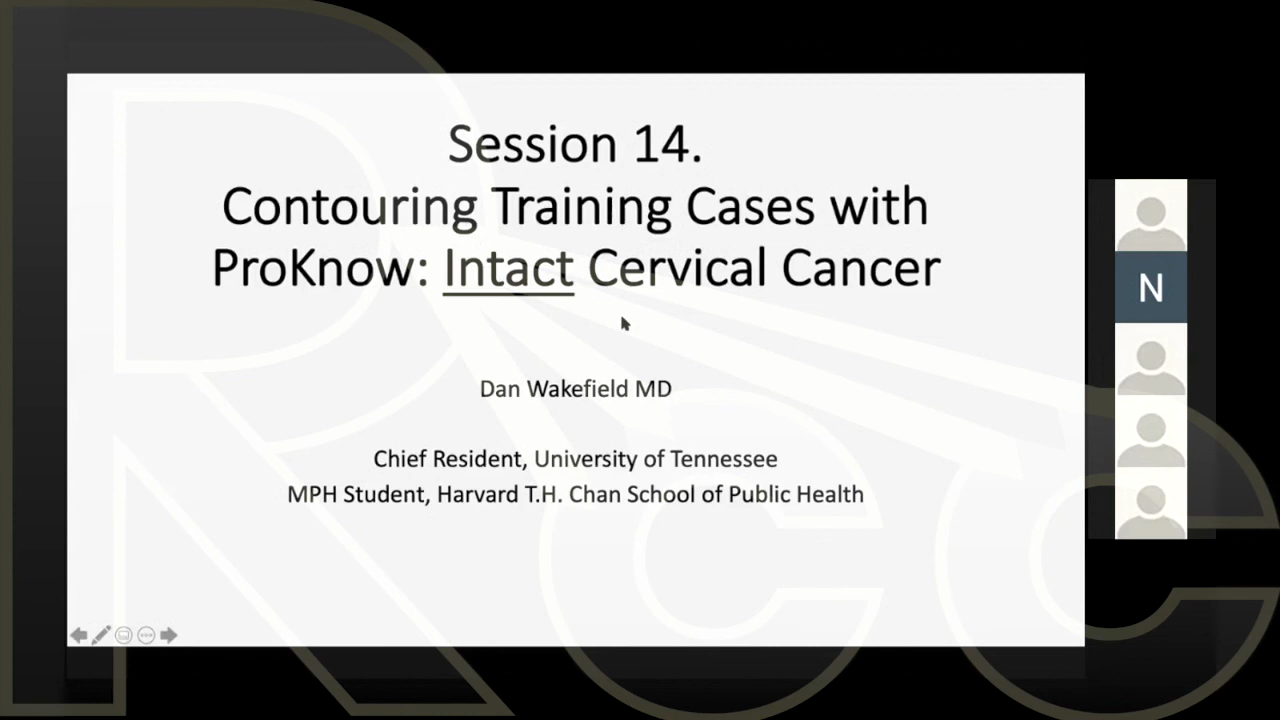 Session 14.
Contouring Training Cases with
ProKnow: Intact Cervical Cancer
Dan Wakefield MD
Chief Resident, University of Tennessee
MPH Student, Harvard T.H. Chan School of Public Health
N
RCC